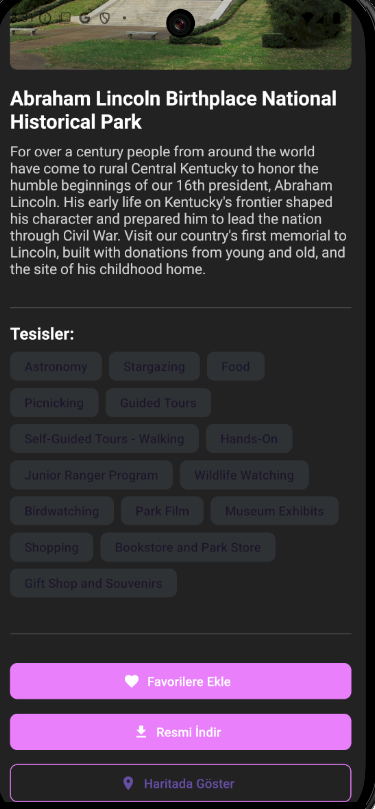 Abraham Lincoln Birthplace National
Historical Park
For over a century people from around the world
have come to rural Central Kentucky to honor the
humble beginnings of our 16th president, Abraham
Lincoln. His early life on Kentucky's frontier shaped
his character and prepared him to lead the nation
through Civil War. Visit our country's first memorial to
Lincoln, built with donations from young and old, and
the site of his childhood home.
Tesisler:
Astronomy Stargazing Food
Picnicking Guided Tours
Self-Guided Tours - Walking Hands-On
Junior Ranger Program Wildlife Watching
Birdwatching Park Film Museum Exhibits
Shopping Bookstore and Park Store
Gift Shop and Souvenirs
Favorilere Ekle
Resmi İndir
Haritada Göster